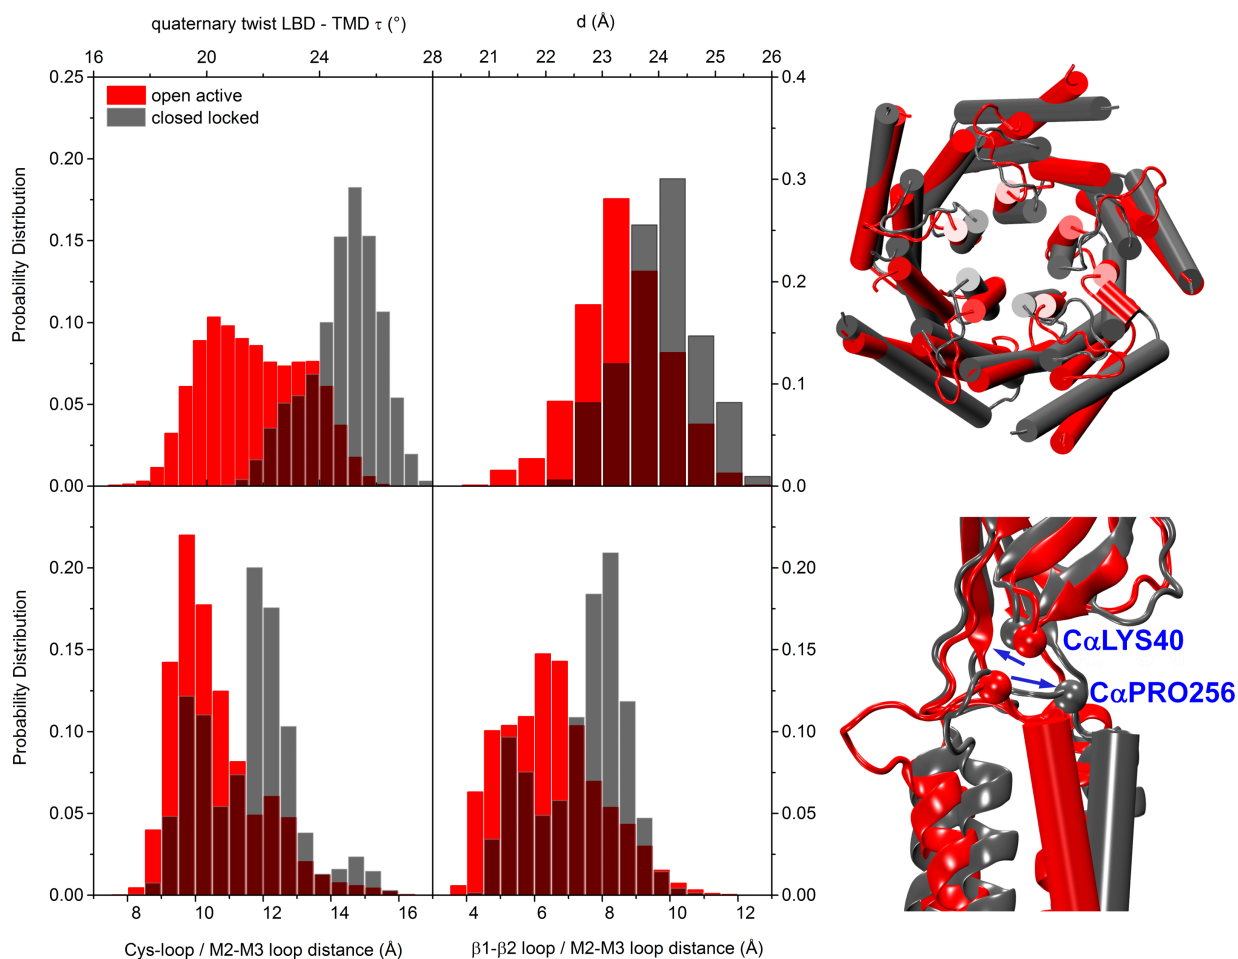 quaternary twist LBD - TMD τ (°)
d (Å)
16 20 24 28
21 22 23 24 25 26
0.25
0.20
0.15
0.10
0.05
0.00
Probability Distribution
open active
closed locked
0.4
0.3
0.2
0.1
0.0
0.20
0.15
0.10
0.05
0.00
Probability Distribution
0.20
0.15
0.10
0.05
0.00
8 10 12 14 16
4 6 8 10 12
Cys-loop / M2-M3 loop distance (Å)
β1-β2 loop / M2-M3 loop distance (Å)
CαLYS40
CαPRO256